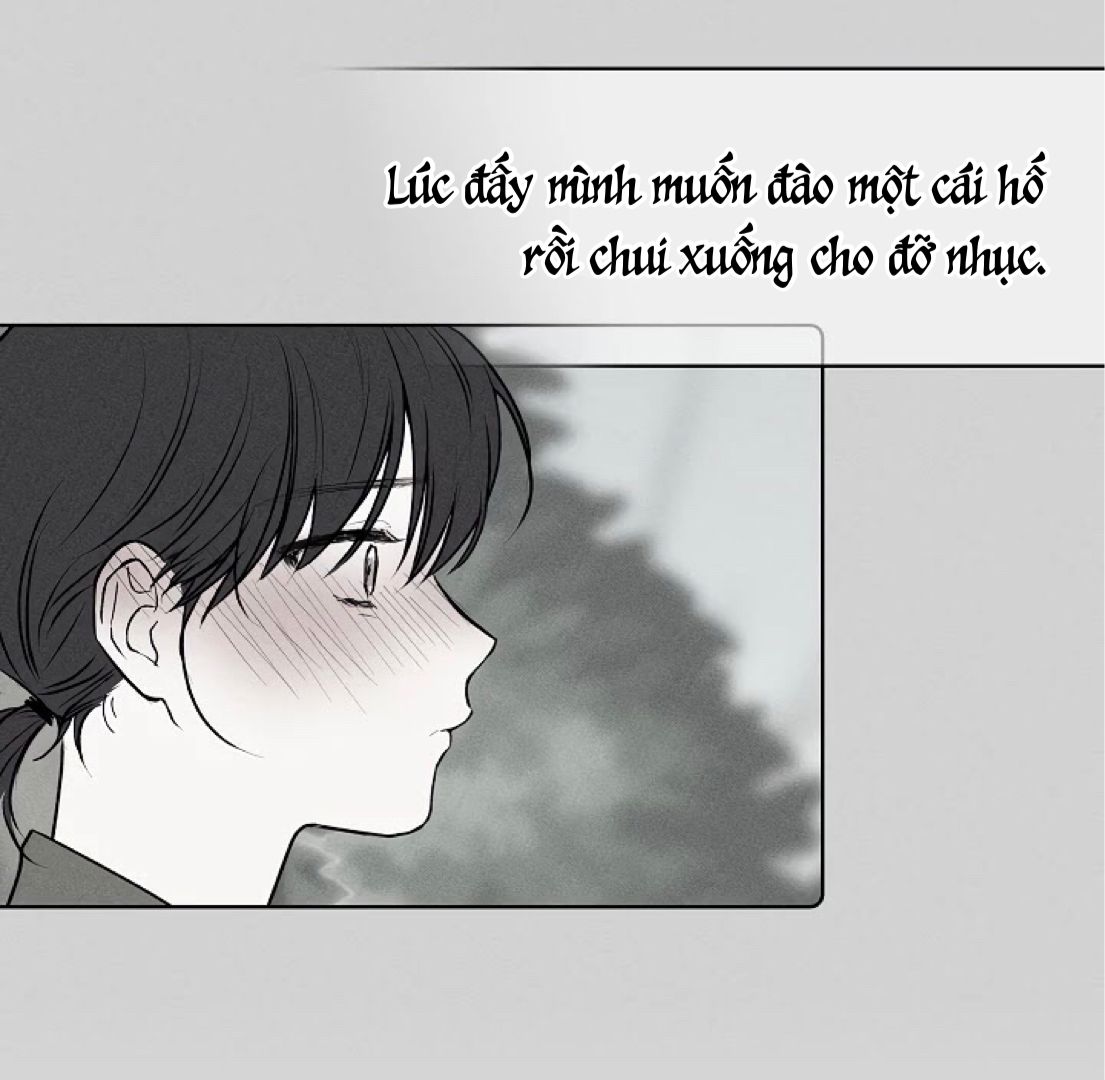 Lúc đấy mình muốn đào một cái hố
rồi chui xuống cho đỡ nhục.